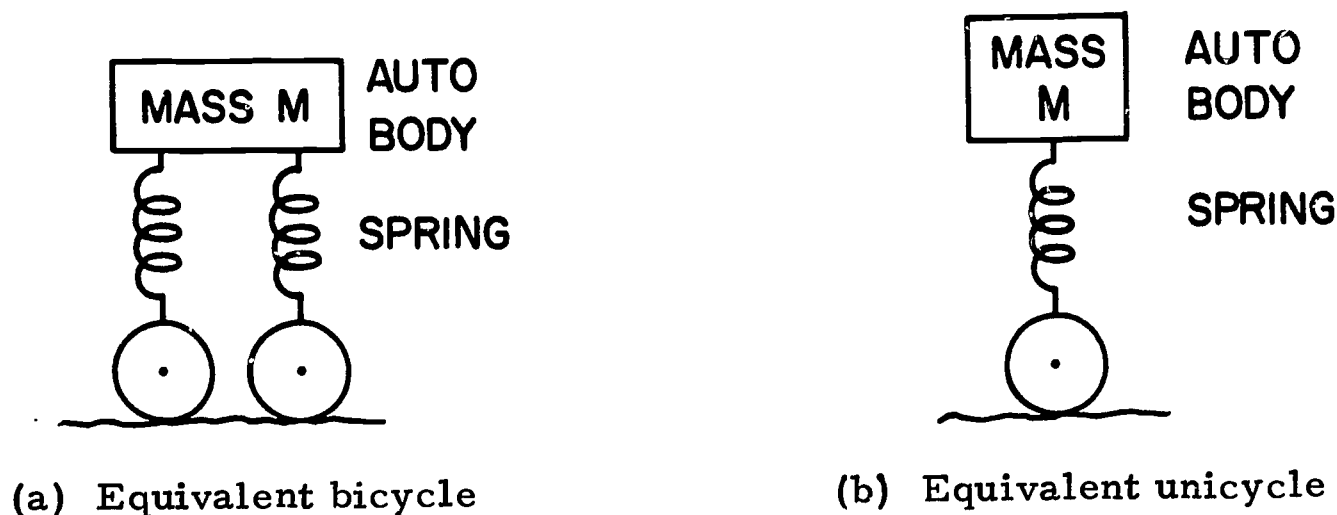 MASS M
AUTO
BODY
SPRING
(a) Equivalent bicycle
MASS
M
AUTO
BODY
SPRING
(b) Equivalent unicycle